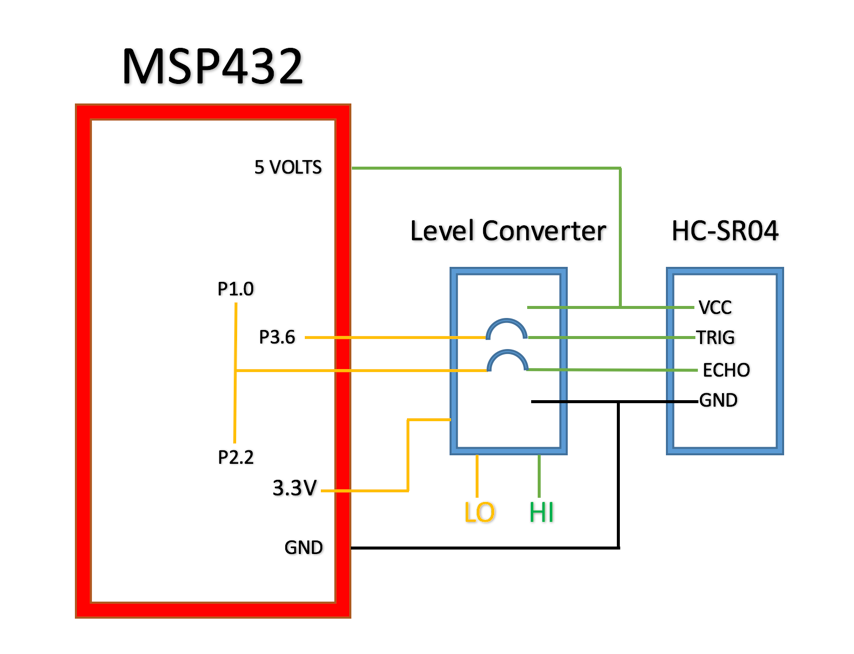 MSP432
5 VOLTS
Level Converter
HC-SR04
P1.0
VCC
P3.6
TRIG
ECHO
GND
P2.2
3.3V
LO
HI
GND